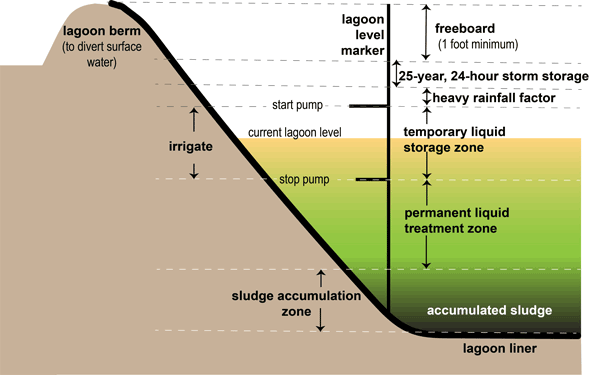 lagoon berm
(to divert surface
water)
lagoon
level
marker
freeboard
(1 foot minimum)
25-year, 24-hour storm storage
heavy rainfall factor
start pump
current lagoon level
temporary liquid
storage zone
irrigate
stop pump
permanent liquid
treatment zone
sludge accumulation
zone
accumulated sludge
lagoon liner